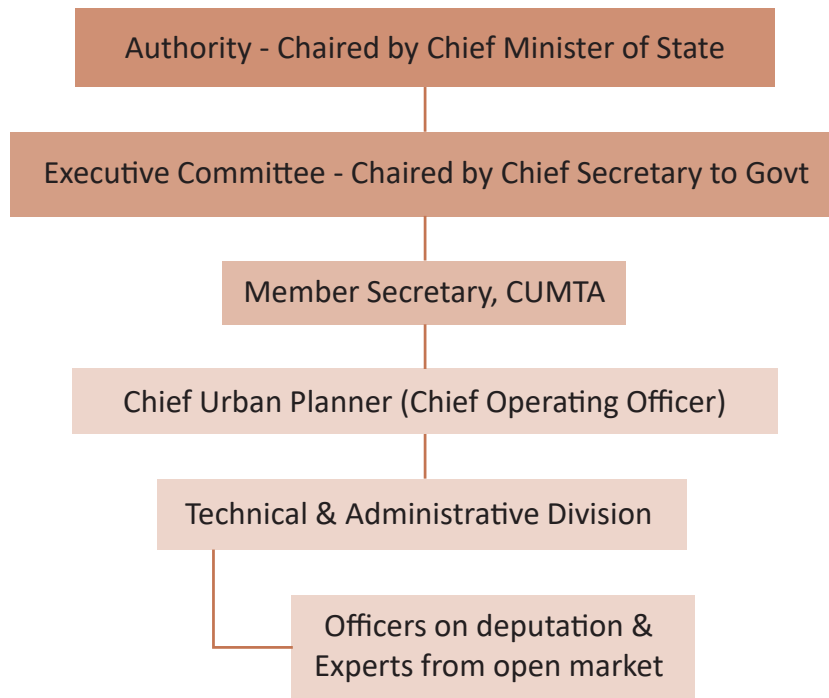 Authority - Chaired by Chief Minister of State
Executive Committee - Chaired by Chief Secretary to Govt
Member Secretary, CUMTA
Chief Urban Planner (Chief Operating Officer)
Technical & Administrative Division
Officers on deputation &
Experts from open market